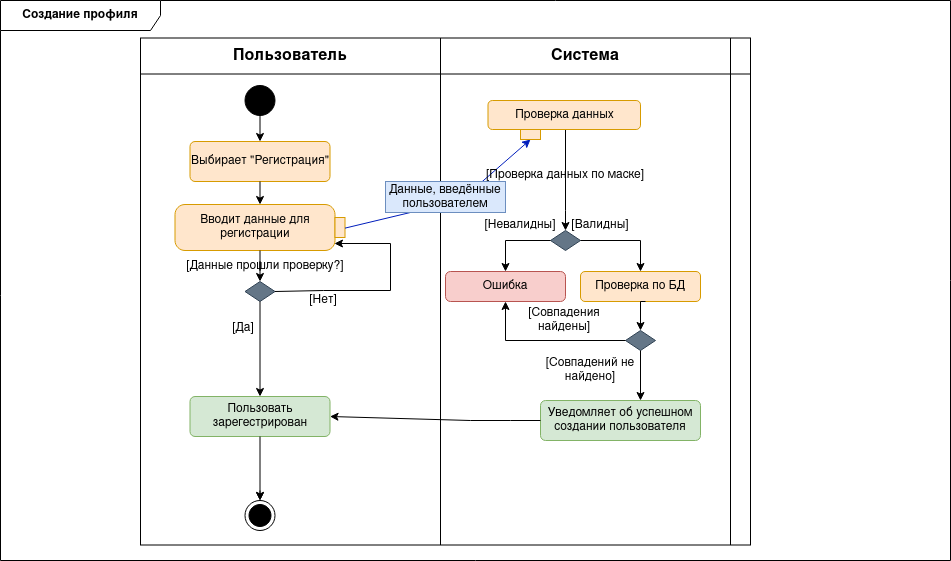 Создание профиля
Пользователь
Система
Проверка данных
Выбирает "Регистрация"
[Проверка данных по маске]
Данные, введённые
пользователем
Вводит данные для
регистрации
[Невалидны]
[Валидны]
[Данные прошли проверку?]
[Нет]
Ошибка
Проверка по БД
[Совпадения
найдены]
[Да]
[Совпадений не
найдено]
Пользовать
зарегестрирован
Уведомляет об успешном
создании пользователя